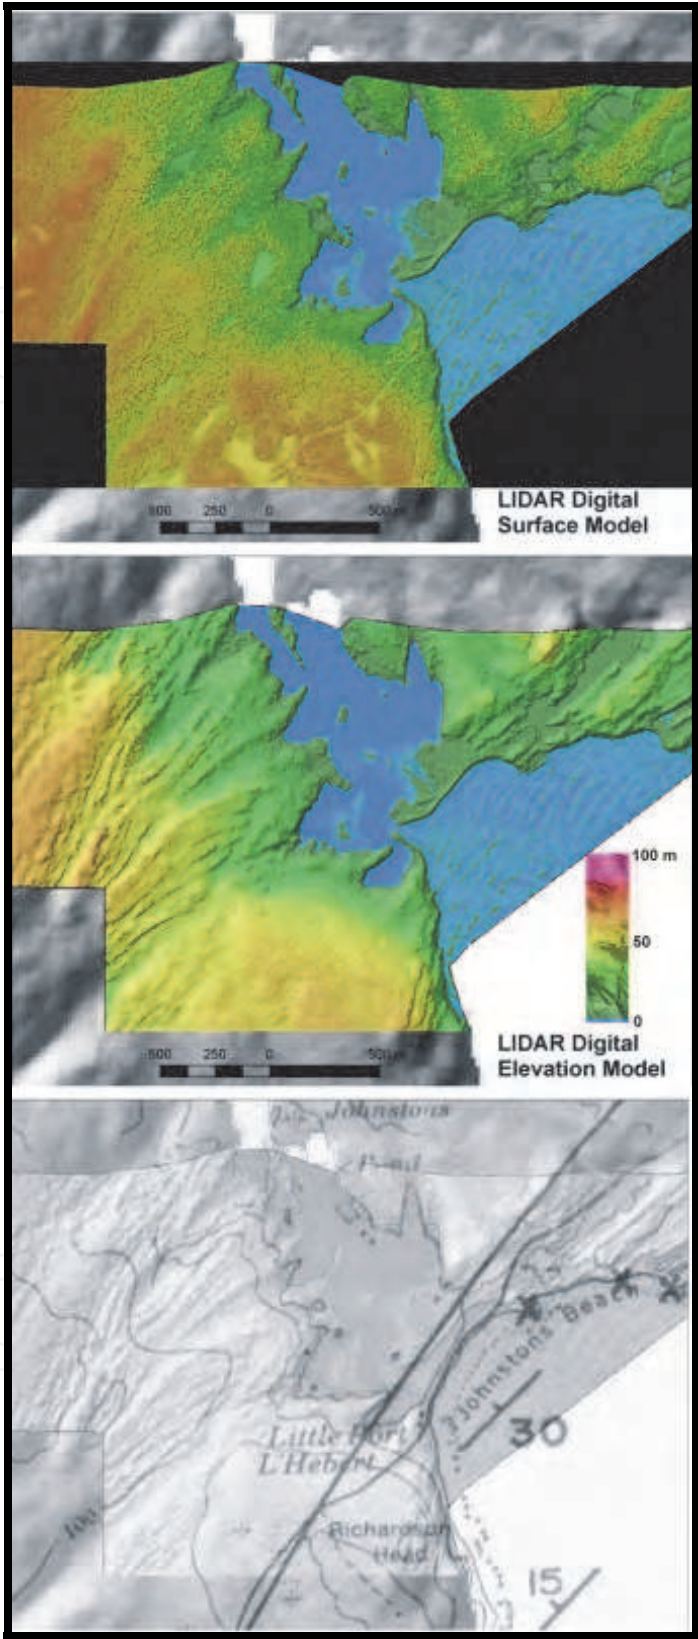 500 250 0 500 m
LIDAR Digital
Surface Model
100 m
50
0
500 250 0 500 m
LIDAR Digital
Elevation Model
Johnstons
Pond
Johnstons' Beach
30
Little Port
L'Hebert
100
Richardson
Head
15